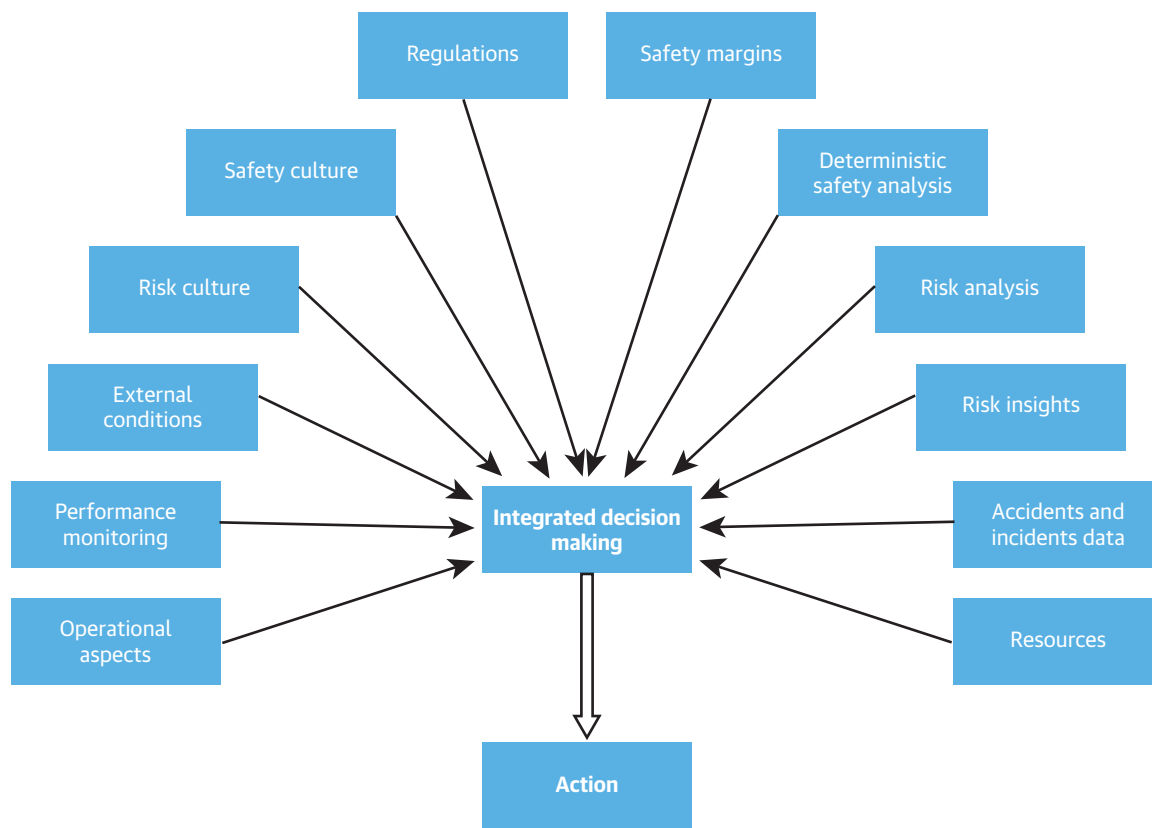 Regulations
Safety margins
Safety culture
Deterministic
safety analysis
Risk culture
Risk analysis
External
conditions
Risk insights
Performance
monitoring
Integrated decision
making
Accidents and
incidents data
Operational
aspects
Resources
Action